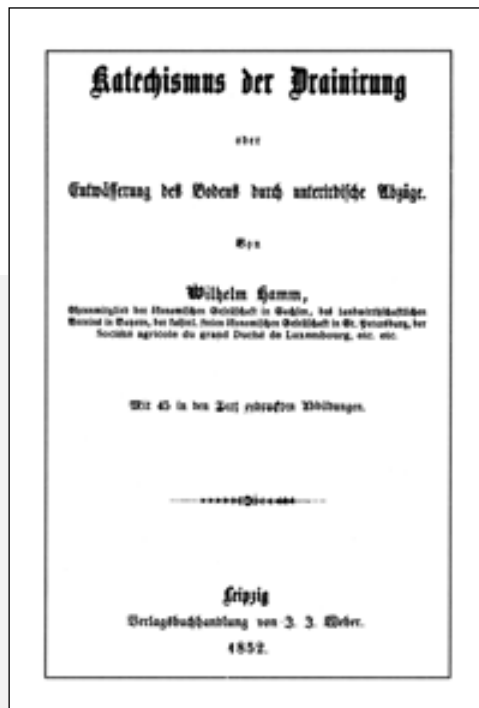 Katechismus der Drainirung
oder
Entwässerung des Bodens durch unterirdische Abzüge.
Von
Wilhelm Hamm,
Ehrenmitglied der ökonomischen Gesellschaft in Sachsen, des landwirthschaftlichen
Vereins in Bayern, der kaiserl. freien ökonomischen Gesellschaft in St. Petersburg, der
Société agricole du grand Duché de Luxembourg, etc. etc.
Mit 45 in den Text gedruckten Abbildungen.
Leipzig
Verlagsbuchhandlung von J. J. Weber.
1852.